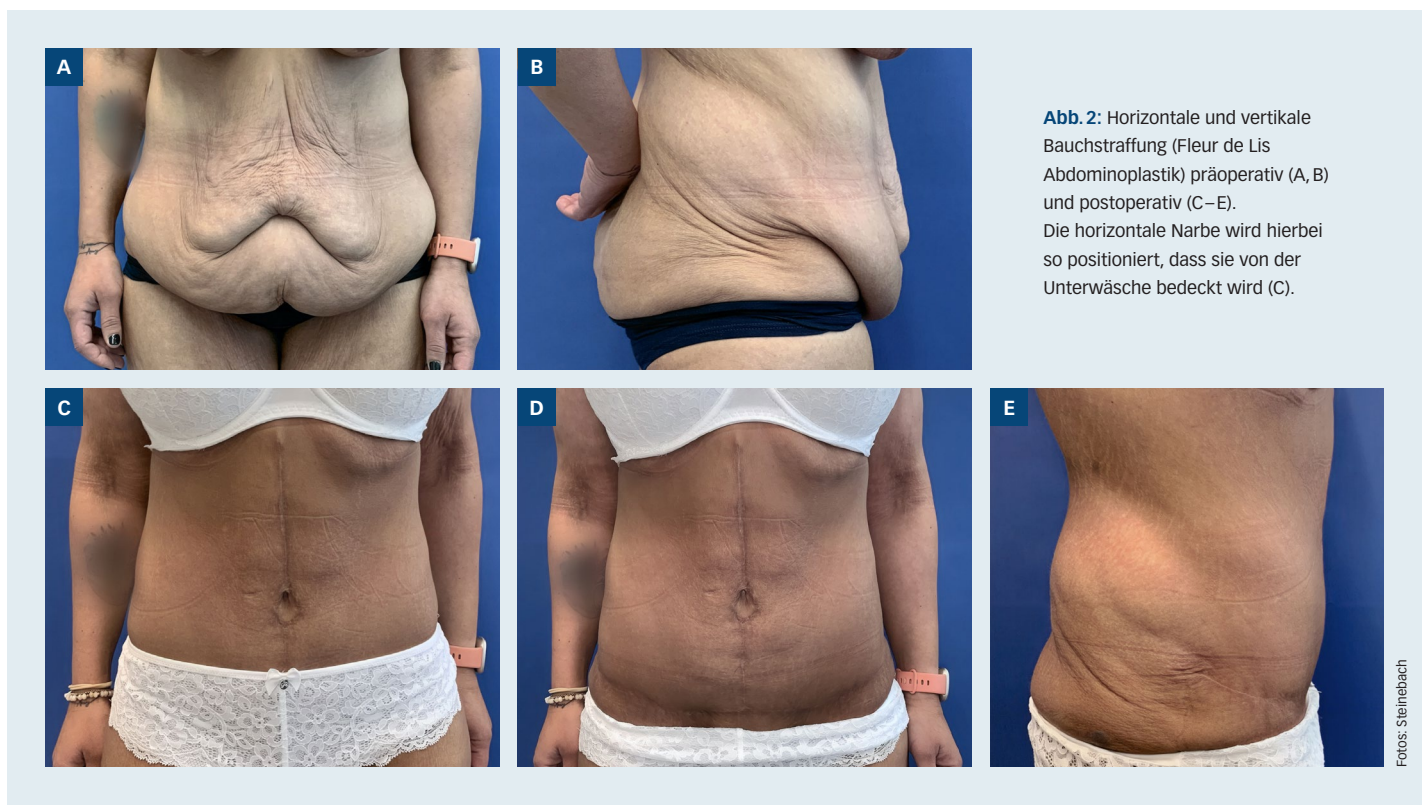 A
B
Abb. 2: Horizontale und vertikale
Bauchstraffung (Fleur de Lis
Abdominoplastik) präoperativ (A, B)
und postoperativ (C–E).
Die horizontale Narbe wird hierbei
so positioniert, dass sie von der
Unterwäsche bedeckt wird (C).
C
D
E
Fotos: Steinebach